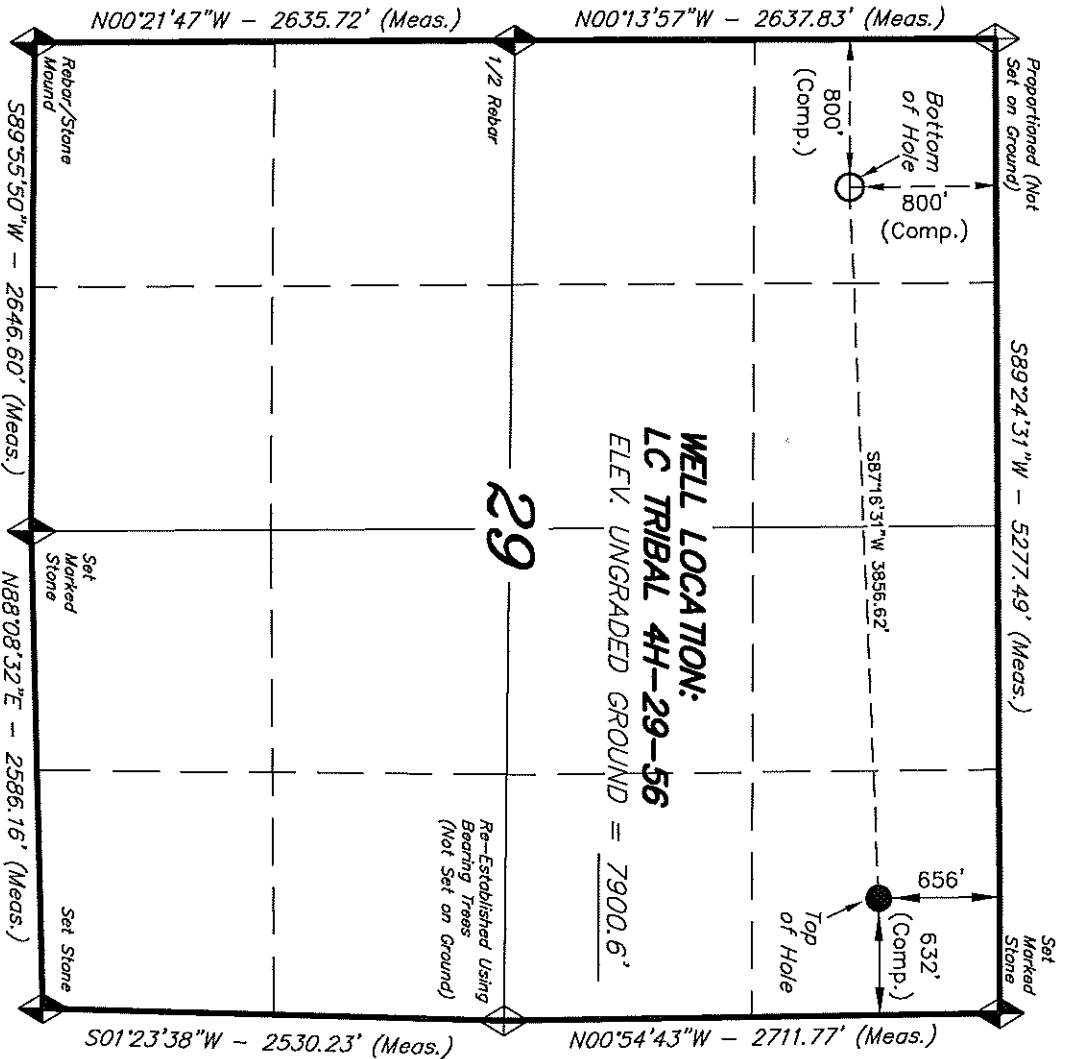 N00°21'47"W - 2635.72' (Meas.)
N00°13'57"W - 2637.83' (Meas.)
Proportioned (Not
Set on Ground)
Bottom
of Hole
800'
(Comp.)
800'
(Comp.)
1/2 Rebar
Rebar/Stone
Mound
S89°55'50"W - 2646.60' (Meas.)
S89°24'31"W - 5277.49' (Meas.)
S87°16'31"W 3856.62'
WELL LOCATION:
LC TRIBAL 4H-29-56
ELEV. UNGRADED GROUND = 7900.6'
29
Set
Marked
Stone
N88°08'32"E - 2586.16' (Meas.)
656'
632'
(Comp.)
Top
of Hole
Set
Marked
Stone
Re-Established Using
Bearing Trees
(Not Set on Ground)
Set Stone
S01°23'38"W - 2530.23' (Meas.)
N00°54'43"W - 2711.77' (Meas.)